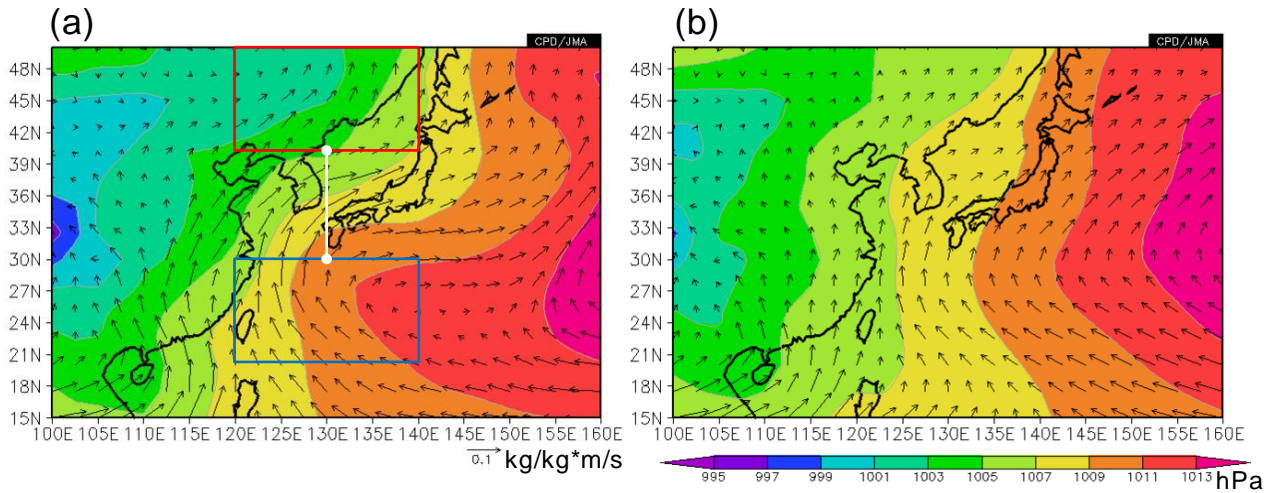 (a)
(b)
CPD/JMA
CPD/JMA
48N
45N
42N
39N
36N
33N
30N
27N
24N
21N
18N
15N
100E 105E 110E 115E 120E 125E 130E 135E 140E 145E 150E 155E 160E
48N
45N
42N
39N
36N
33N
30N
27N
24N
21N
18N
15N
100E 105E 110E 115E 120E 125E 130E 135E 140E 145E 150E 155E 160E
0.1 kg/kg*m/s
995 997 999 1001 1003 1005 1007 1009 1011 1013 hPa